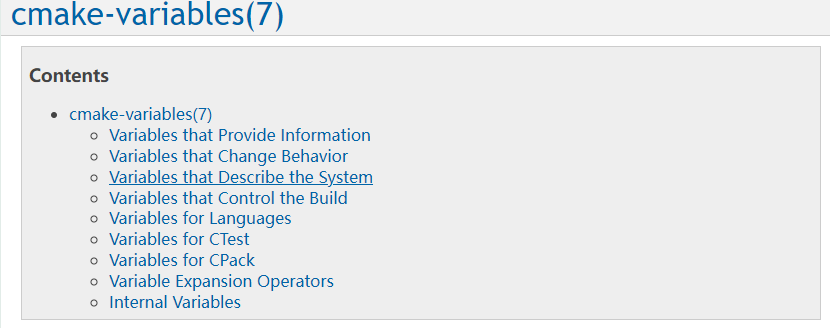 cmake-variables(7)
Contents
cmake-variables(7)
Variables that Provide Information
Variables that Change Behavior
Variables that Describe the System
Variables that Control the Build
Variables for Languages
Variables for CTest
Variables for CPack
Variable Expansion Operators
Internal Variables